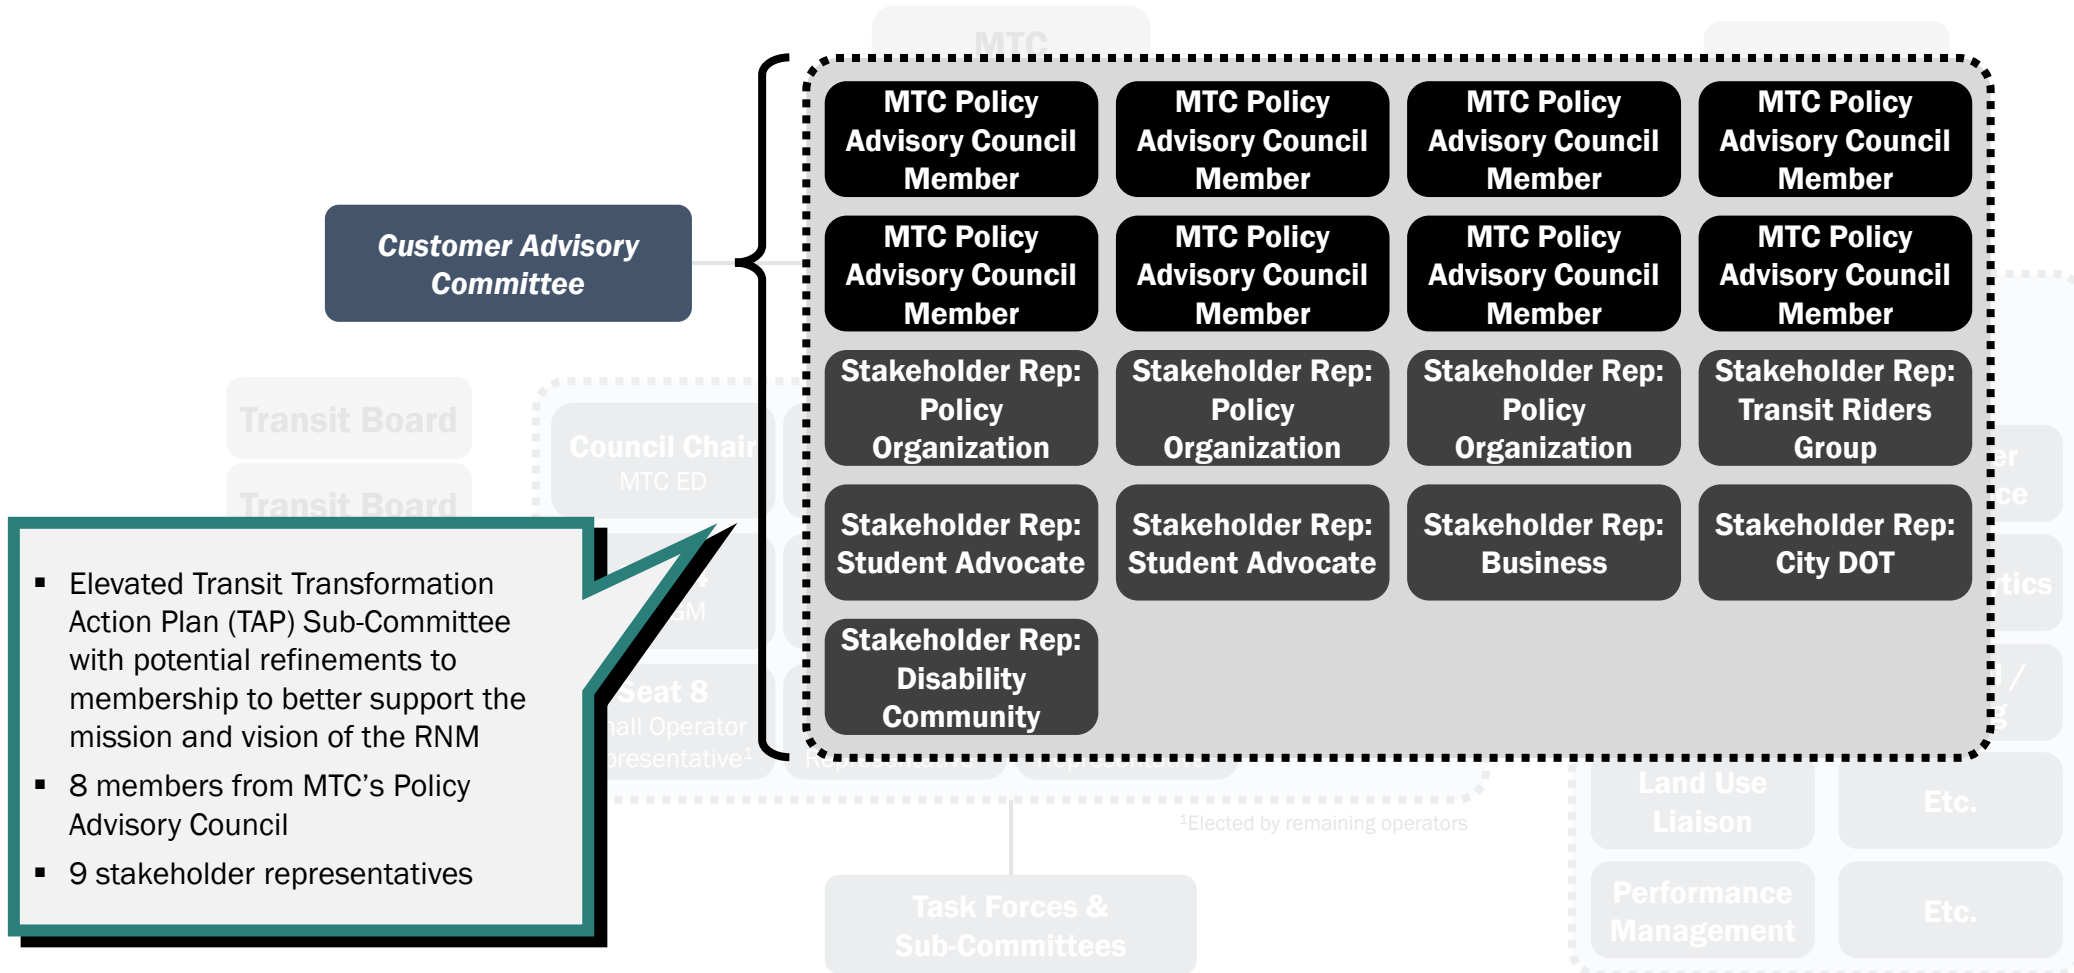 MTC
MTC Policy
Advisory Council
Member
MTC Policy
Advisory Council
Member
MTC Policy
Advisory Council
Member
MTC Policy
Advisory Council
Member
Customer Advisory
Committee
MTC Policy
Advisory Council
Member
MTC Policy
Advisory Council
Member
MTC Policy
Advisory Council
Member
MTC Policy
Advisory Council
Member
Stakeholder Rep:
Policy
Organization
Stakeholder Rep:
Policy
Organization
Stakeholder Rep:
Policy
Organization
Stakeholder Rep:
Transit Riders
Group
Transit Board
Transit Board
Council Chair
MTC ED
Stakeholder Rep:
Student Advocate
Stakeholder Rep:
Student Advocate
Stakeholder Rep:
Business
Stakeholder Rep:
City DOT
Stakeholder Rep:
Disability
Community
▪ Elevated Transit Transformation
Action Plan (TAP) Sub-Committee
with potential refinements to
membership to better support the
mission and vision of the RNM
▪ 8 members from MTC's Policy
Advisory Council
▪ 9 stakeholder representatives
Seat 8
Operator
Land Use
Liaison
Etc.
¹Elected by remaining operators
Performance
Management
Etc.
Task Forces &
Sub-Committees